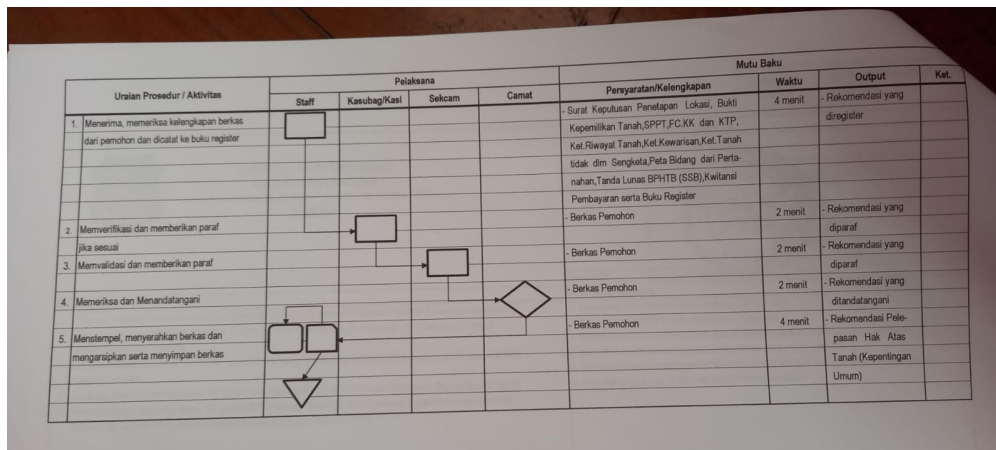 Uraian Prosedur / Aktivitas
Pelaksana
Mutu Baku
Staff
Kasubag/Kasi
Sekcam
Camat
Persyaratan/Kelengkapan
Waktu
Output
Ket.
1. Menerima, memeriksa kelengkapan berkas
dari pemohon dan dicatat ke buku register
- Surat Keputusan Penetapan Lokasi, Bukti
Kepemilikan Tanah,SPPT,FC.KK dan KTP,
Ket.Riwayat Tanah,Ket.Kewarisan,Ket.Tanah
tidak dlm Sengketa,Peta Bidang dari Perta-
nahan,Tanda Lunas BPHTB (SSB),Kwitansi
Pembayaran serta Buku Register
4 menit
- Rekomendasi yang
diregister
2. Memverifikasi dan memberikan paraf
jika sesuai
- Berkas Pemohon
2 menit
- Rekomendasi yang
diparaf
3. Memvalidasi dan memberikan paraf
- Berkas Pemohon
2 menit
- Rekomendasi yang
diparaf
4. Memeriksa dan Menandatangani
- Berkas Pemohon
2 menit
- Rekomendasi yang
ditandatangani
5. Menstempel, menyerahkan berkas dan
mengarsipkan serta menyimpan berkas
- Berkas Pemohon
4 menit
- Rekomendasi Pele-
pasan Hak Atas
Tanah (Kepentingan
Umum)